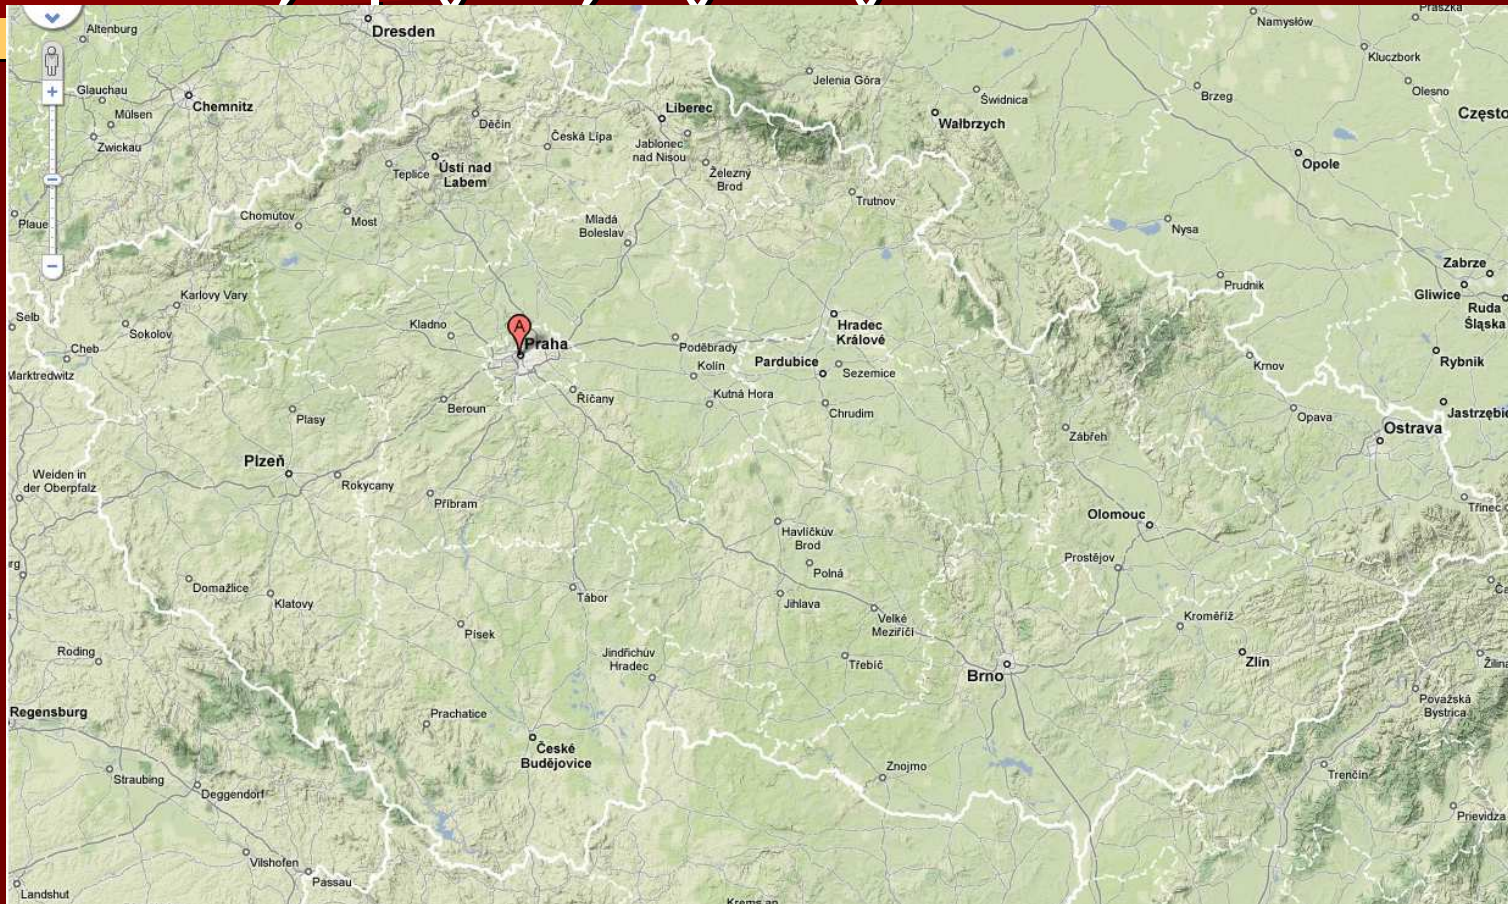 Altenburg
Dresden
Namysłów
Praszka
Kluczbork
Jelenia Góra
Glauchau
Chemnitz
Liberec
Świdnica
Brzeg
Olesno
Mülsen
Děčín
Česká Lípa
Jablonec
nad Nisou
Wałbrzych
Często
Zwickau
Teplice
Ústí nad
Labem
Železný
Brod
Opole
Plaue
Chomutov
Most
Mladá
Boleslav
Trutnov
Nysa
Zabrze
Karlovy Vary
Prudnik
Gliwice
Ruda
Śląska
Selb
Sokolov
Kladno
A
Praha
Hradec
Králové
Cheb
Poděbrady
Pardubice
Rybnik
Marktredwitz
Kolín
Sezemice
Krnov
Říčany
Kutná Hora
Plasy
Beroun
Chrudim
Opava
Jastrzębie
Ostrava
Zábřeh
Plzeň
Weiden in
der Oberpfalz
Rokycany
Příbram
Třinec
Olomouc
Havlíčkův
Brod
rg
Prostějov
Polná
Domažlice
Klatovy
Tábor
Jihlava
Ča
Velké
Meziříčí
Kroměříž
Písek
Roding
Jindřichův
Hradec
Třebíč
Zlín
Žilina
Brno
Regensburg
Prachatice
Považská
Bystrica
České
Budějovice
Znojmo
Straubing
Trenčín
Deggendorf
Prievidza
Vilshofen
Passau
Landshut
Krems an